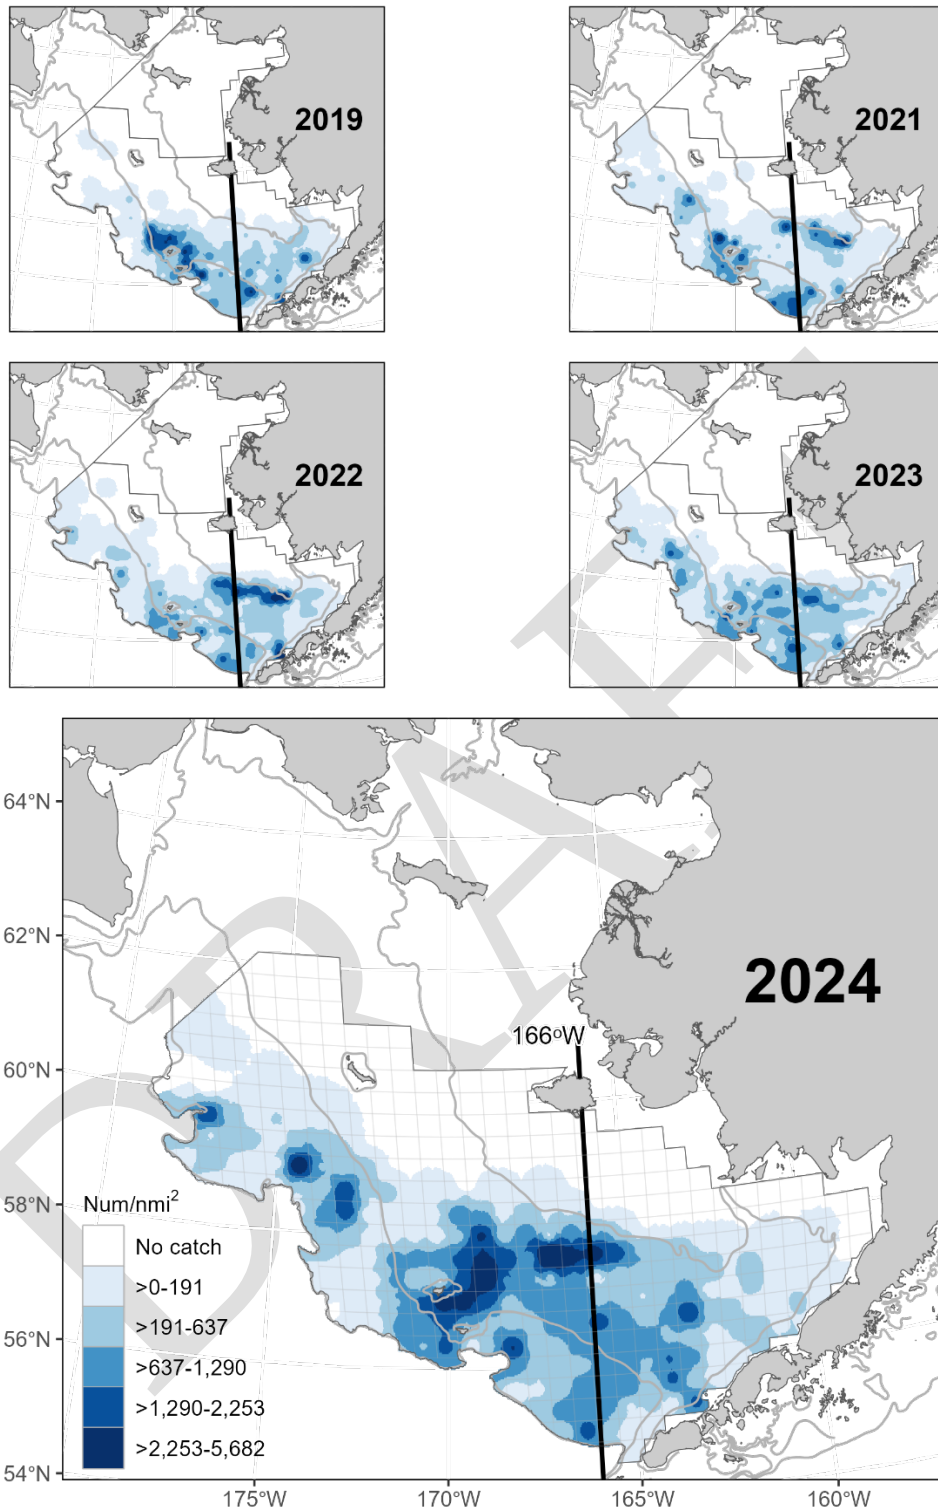 2019
2021
2022
2023
2024
166°W
64°N
62°N
60°N
58°N
56°N
54°N
Num/nmi²
No catch
>0-191
>191-637
>637-1,290
>1,290-2,253
>2,253-5,682
175°W
170°W
165°W
160°W
DRAFT